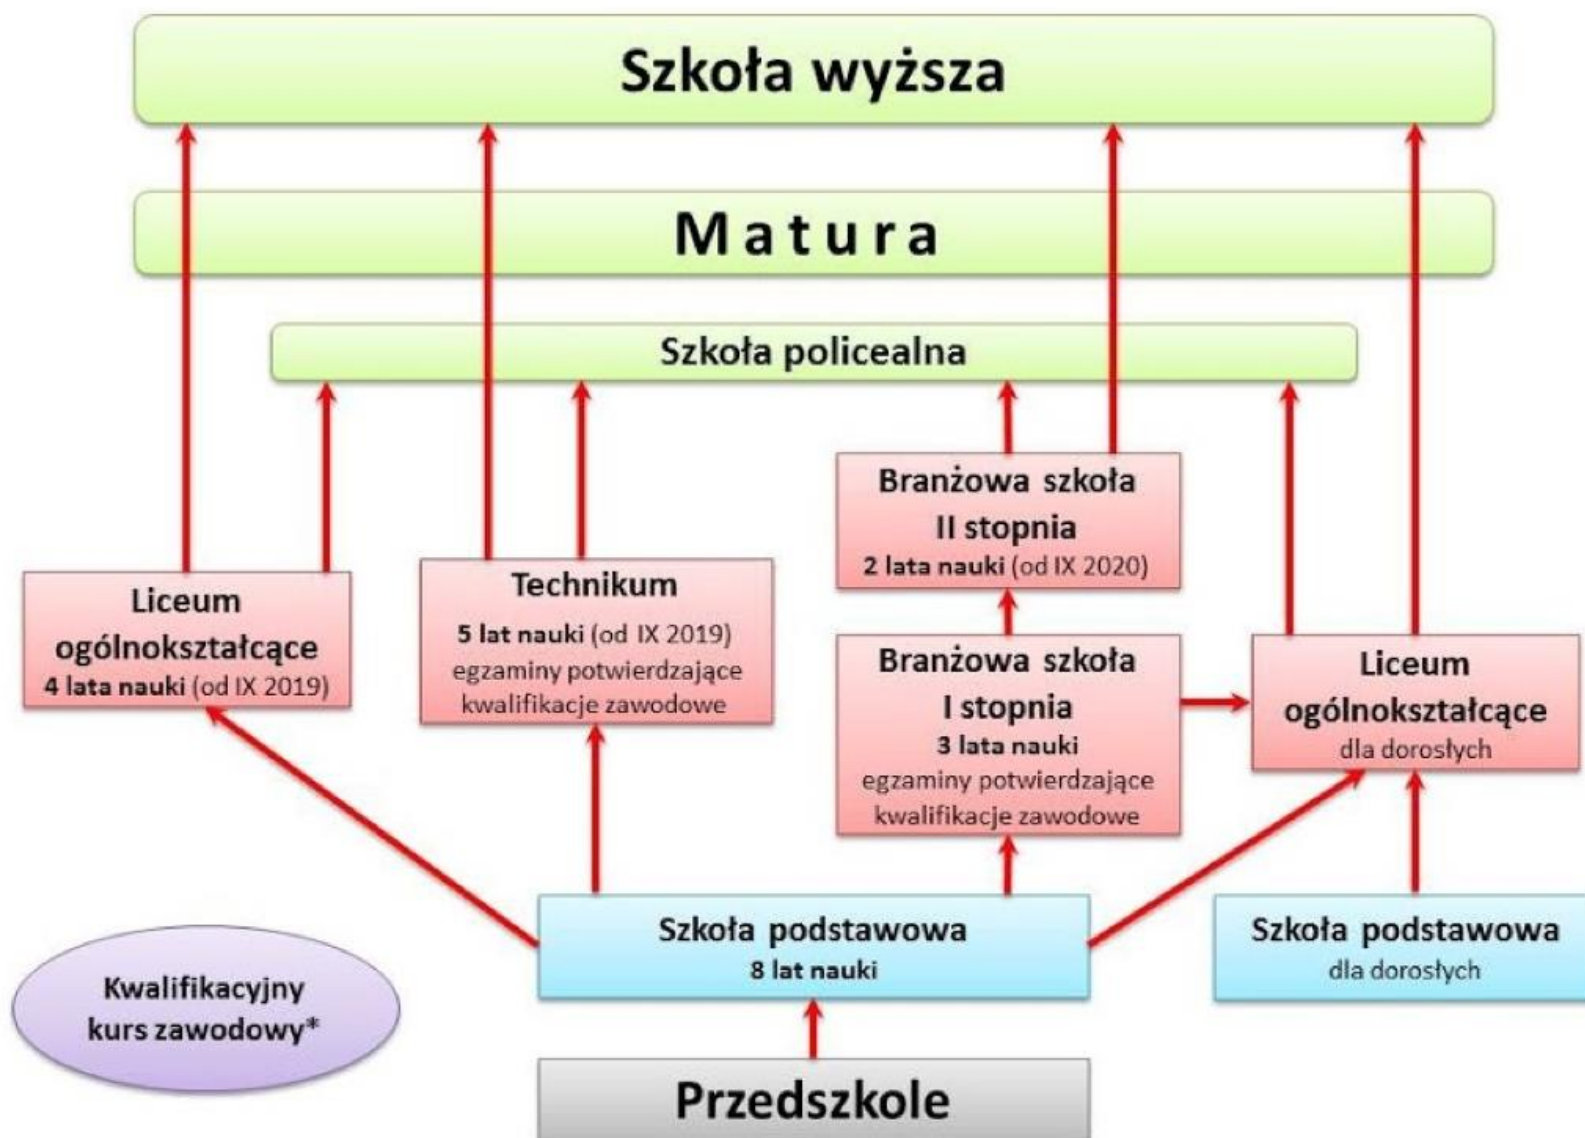 Szkoła wyższa
Matura
Szkoła policealna
Branżowa szkoła
II stopnia
2 lata nauki (od IX 2020)
Liceum
ogólnokształcące
4 lata nauki (od IX 2019)
Technikum
5 lat nauki (od IX 2019)
egzaminy potwierdzające
kwalifikacje zawodowe
Branżowa szkoła
I stopnia
3 lata nauki
egzaminy potwierdzające
kwalifikacje zawodowe
Liceum
ogólnokształcące
dla dorosłych
Szkoła podstawowa
8 lat nauki
Szkoła podstawowa
dla dorosłych
Kwalifikacyjny
kurs zawodowy*
Przedszkole